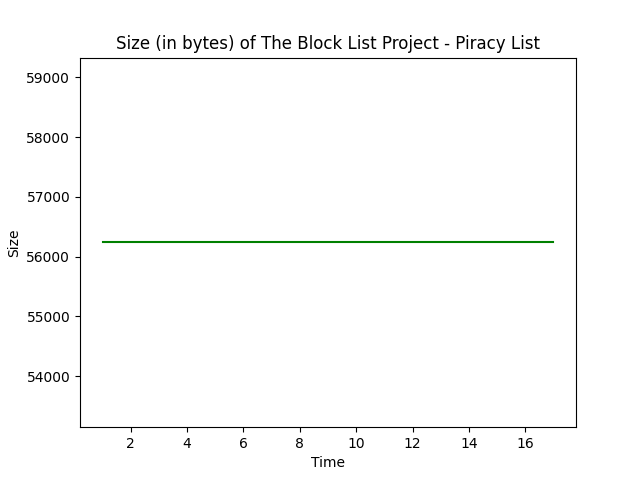 Size (in bytes) of The Block List Project - Piracy List
59000
58000
57000
56000
55000
54000
Size
2 4 6 8 10 12 14 16
Time